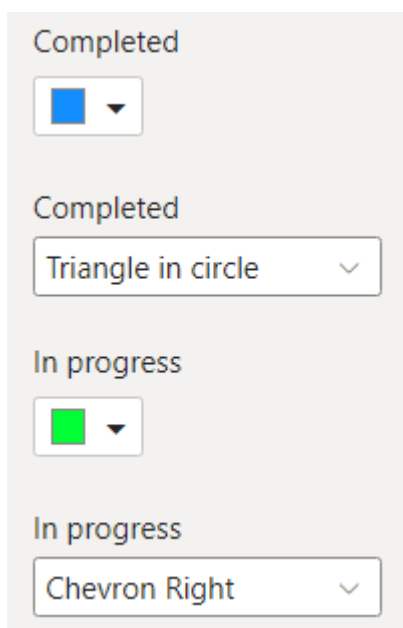 Completed
Completed
Triangle in circle
In progress
In progress
Chevron Right